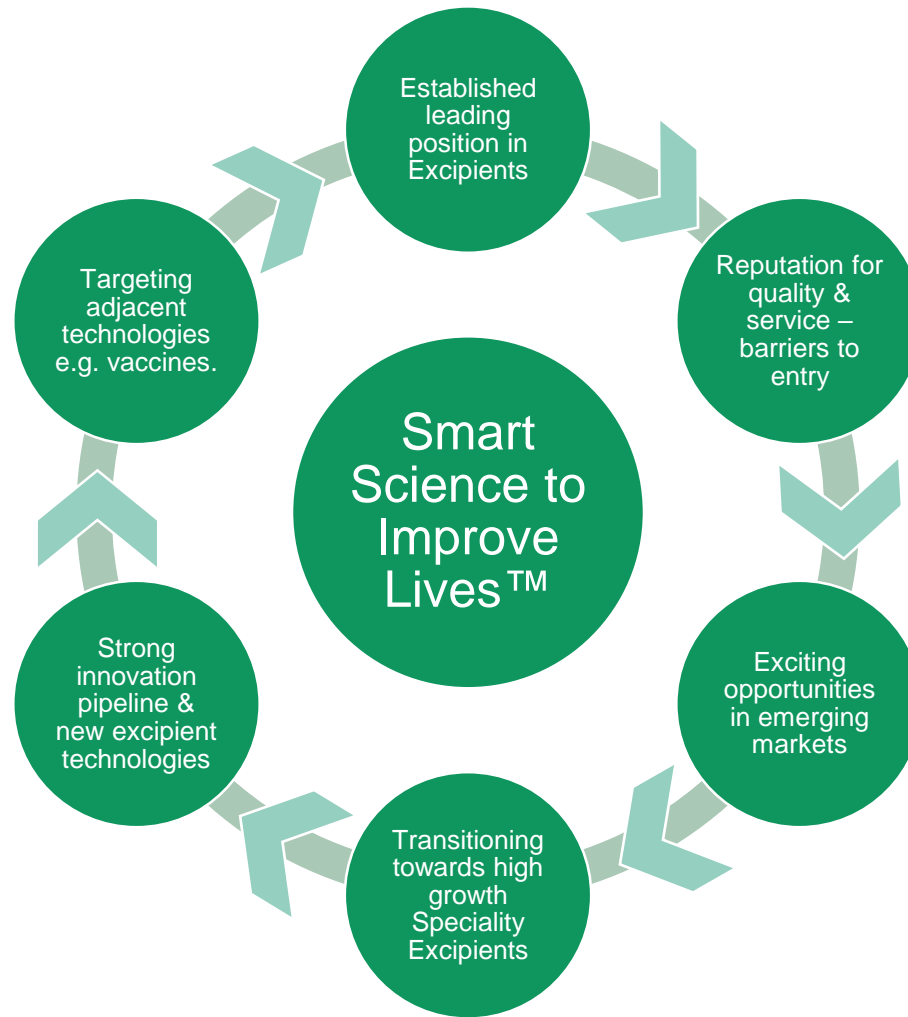 Established
leading
position in
Excipients
Reputation for
quality &
service –
barriers to
entry
Exciting
opportunities
in emerging
markets
Transitioning
towards high
growth
Speciality
Excipients
Strong
innovation
pipeline &
new excipient
technologies
Targeting
adjacent
technologies
e.g. vaccines.
Smart
Science to
Improve
Lives™